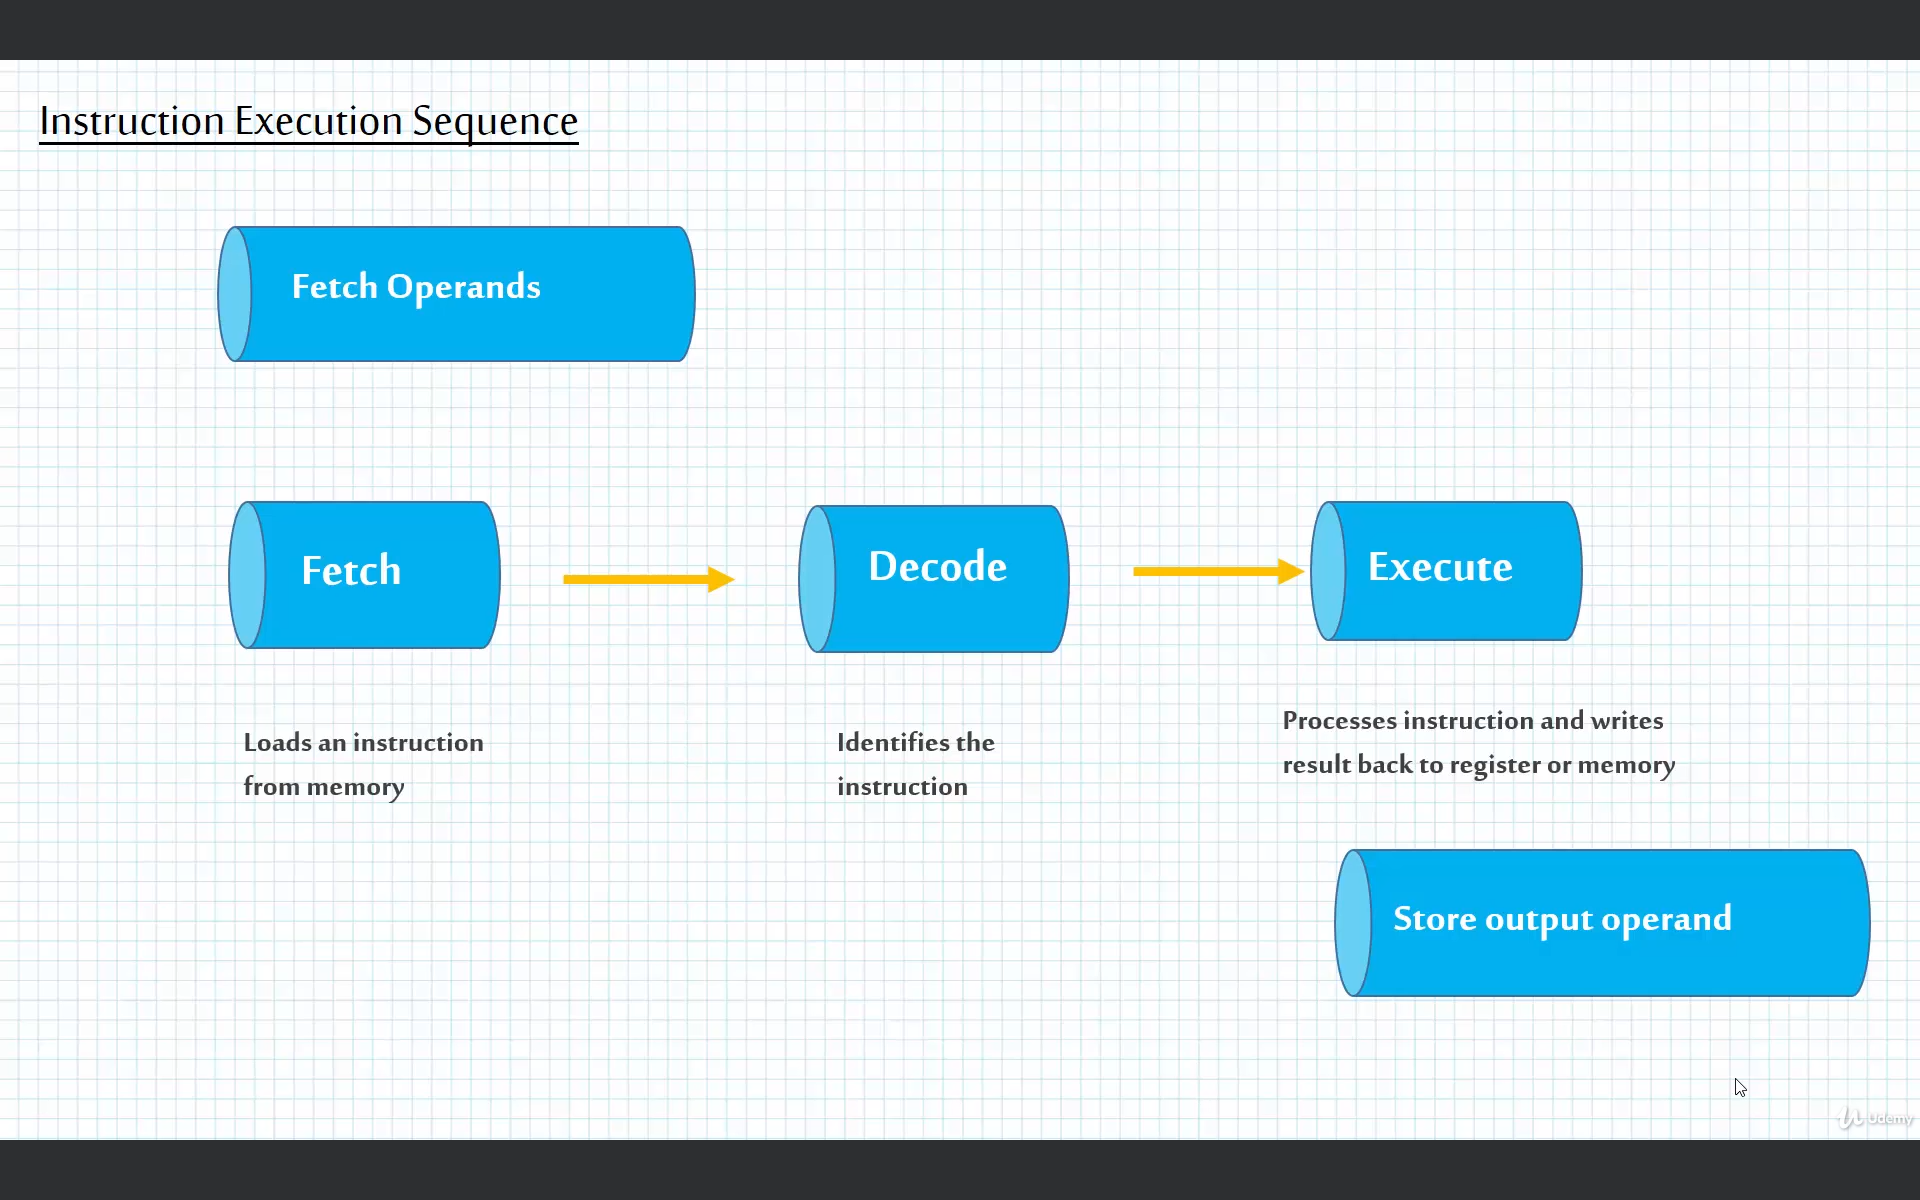 Instruction Execution Sequence
Fetch Operands
Fetch
Decode
Execute
Loads an instruction
from memory
Identifies the
instruction
Processes instruction and writes
result back to register or memory
Store output operand
Udemy